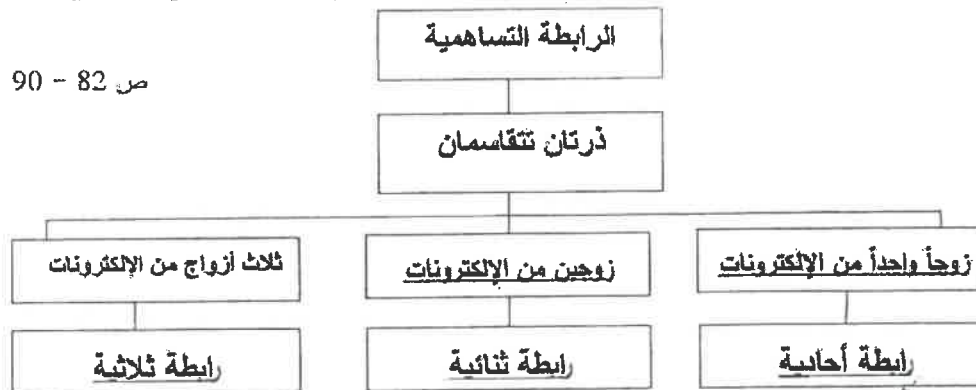 الرابطة التساهمية
ص 82 - 90
ذرتان تتقاسمان
زوجاً واحداً من الإلكترونات
زوجين من الإلكترونات
ثلاث أزواج من الإلكترونات
رابطة أحادية
رابطة ثنائية
رابطة ثلاثية